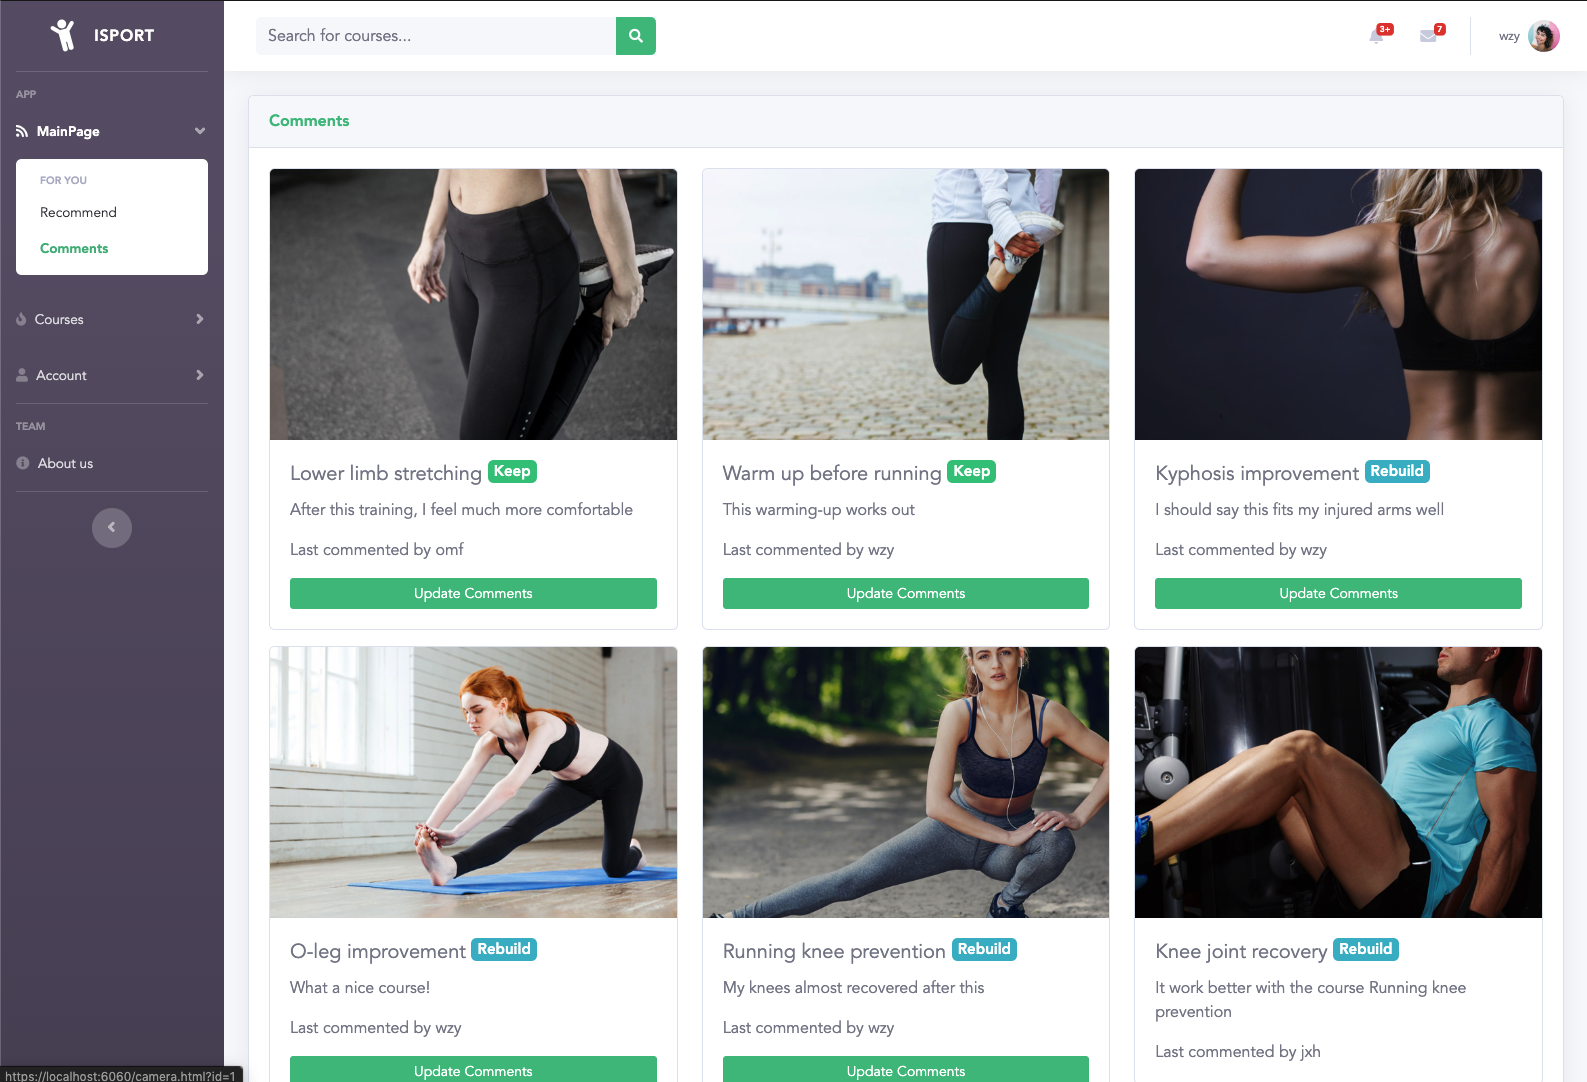 ISPORT
Search for courses...
3+
7
wzy
APP
MainPage
FOR YOU
Recommend
Comments
Courses
Account
TEAM
About us
Comments
Lower limb stretching Keep
After this training, I feel much more comfortable
Last commented by omf
Update Comments
Warm up before running Keep
This warming-up works out
Last commented by wzy
Update Comments
Kyphosis improvement Rebuild
I should say this fits my injured arms well
Last commented by wzy
Update Comments
O-leg improvement Rebuild
What a nice course!
Last commented by wzy
Update Comments
Running knee prevention Rebuild
My knees almost recovered after this
Last commented by wzy
Update Comments
Knee joint recovery Rebuild
It work better with the course Running knee
prevention
Last commented by jxh
https://localhost:6060/camera.html?id=1